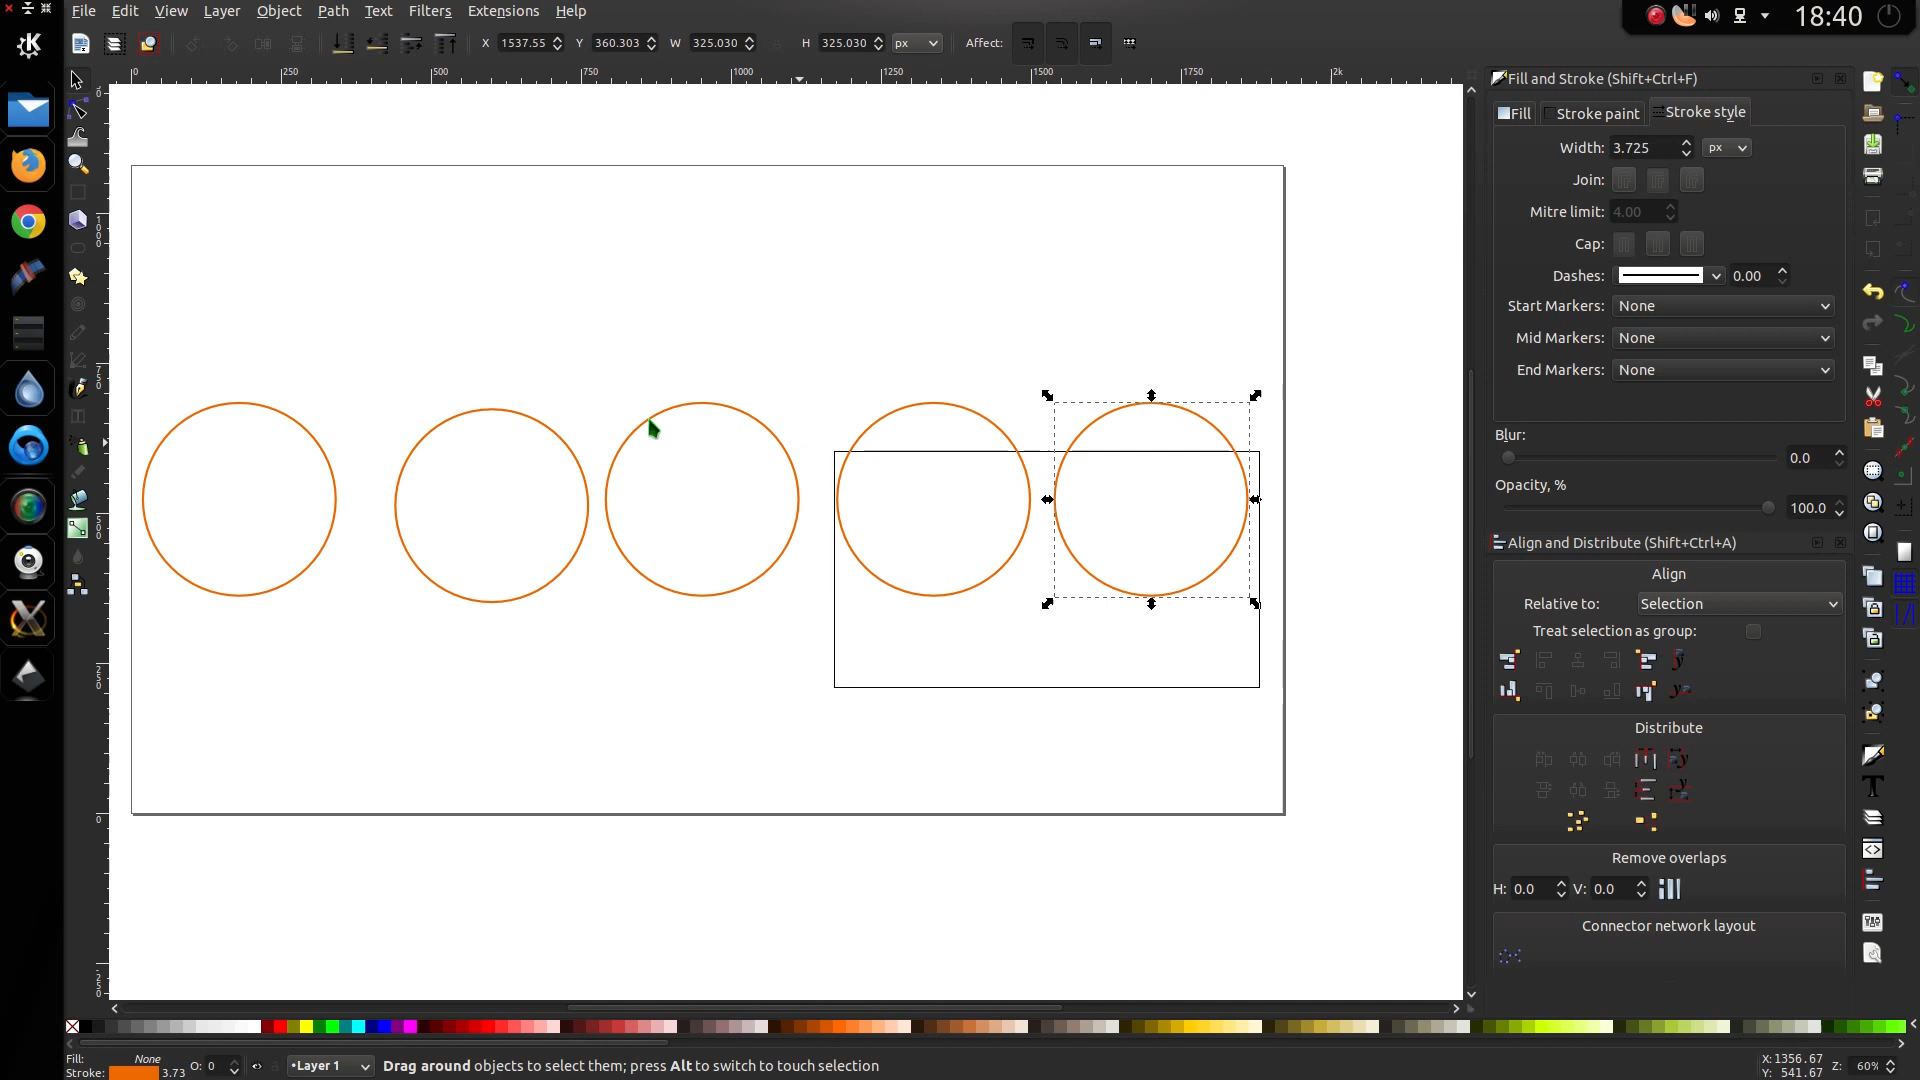 File Edit View Layer Object Path Text Filters Extensions Help
18:40
X 1537.55 Y 360.303 W 325.030 H 325.030 px Affect:
0 250 500 750 1000 1250 1500 1750 2k
Fill and Stroke (Shift+Ctrl+F)
Fill Stroke paint Stroke style
Width: 3.725 px
Join:
Mitre limit: 4.00
Cap:
Dashes: 0.00
Start Markers: None
Mid Markers: None
End Markers: None
Blur:
0.0
Opacity, %
100.0
Align and Distribute (Shift+Ctrl+A)
Align
Relative to: Selection
Treat selection as group:
Distribute
Remove overlaps
H: 0.0 V: 0.0
Connector network layout
Fill: None
Stroke: 3.73 O: 0 •Layer 1 Drag around objects to select them; press Alt to switch to touch selection
X: 1356.67
Y: 541.67 Z: 60%